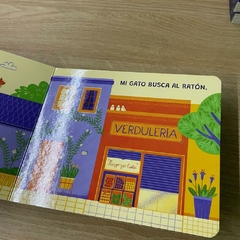 MI GATO BUSCA AL RATÓN,
VERDULERÍA